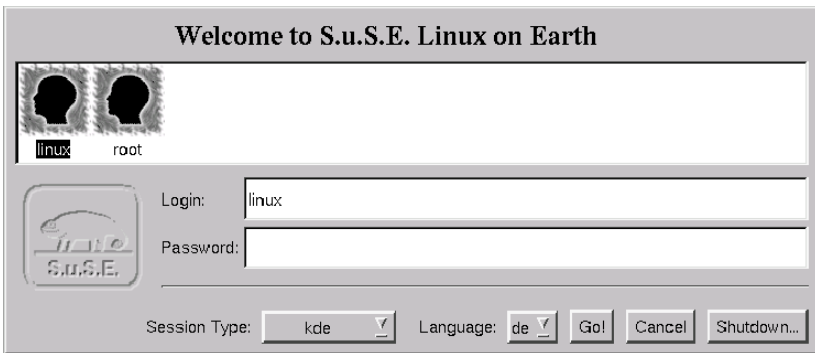 Welcome to S.u.S.E. Linux on Earth
linux root
Login: linux
Password:
S.u.S.E.
Session Type: kde Language: de Go! Cancel Shutdown...